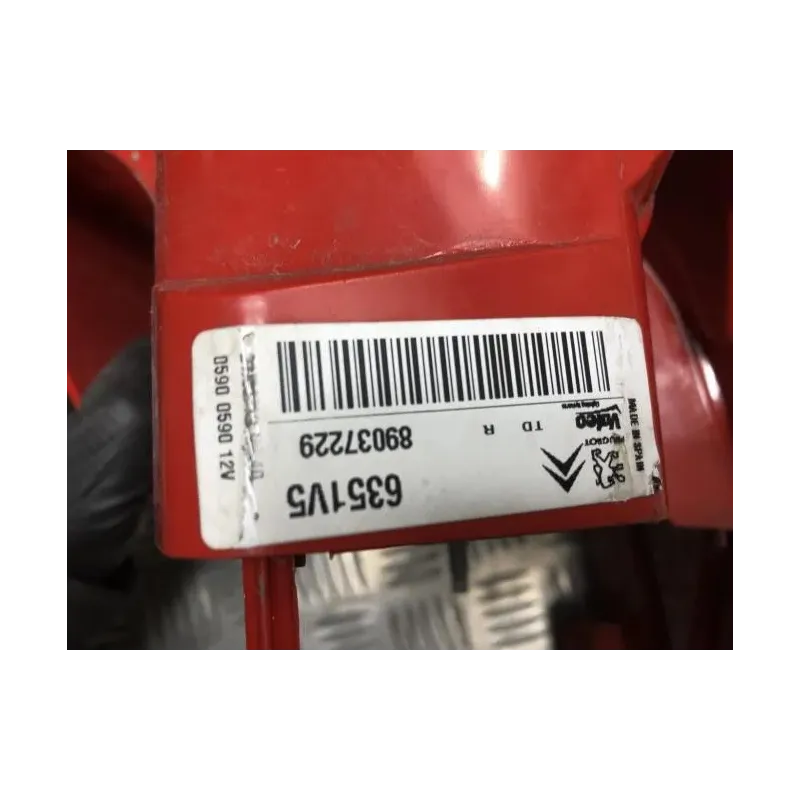 6351V5
89037229
TD R
Valeo
PEUGEOT
MADE IN SPAIN
0590 0590 12V